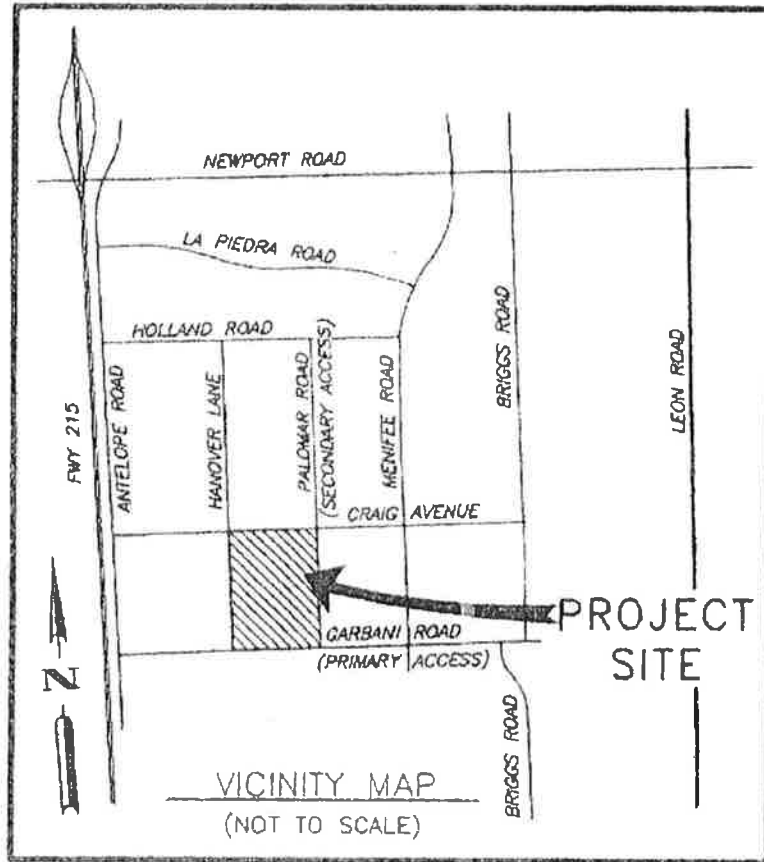 NEWPORT ROAD
LA PIEDRA ROAD
HOLLAND ROAD
FWY 215
ANTELOPE ROAD
HANOVER LANE
PALOMAR ROAD
(SECONDARY ACCESS)
MENIFEE ROAD
BRIGGS ROAD
LEON ROAD
CRAIG AVENUE
PROJECT
SITE
GARBANI ROAD
(PRIMARY ACCESS)
N
BRIGGS ROAD
VICINITY MAP
(NOT TO SCALE)